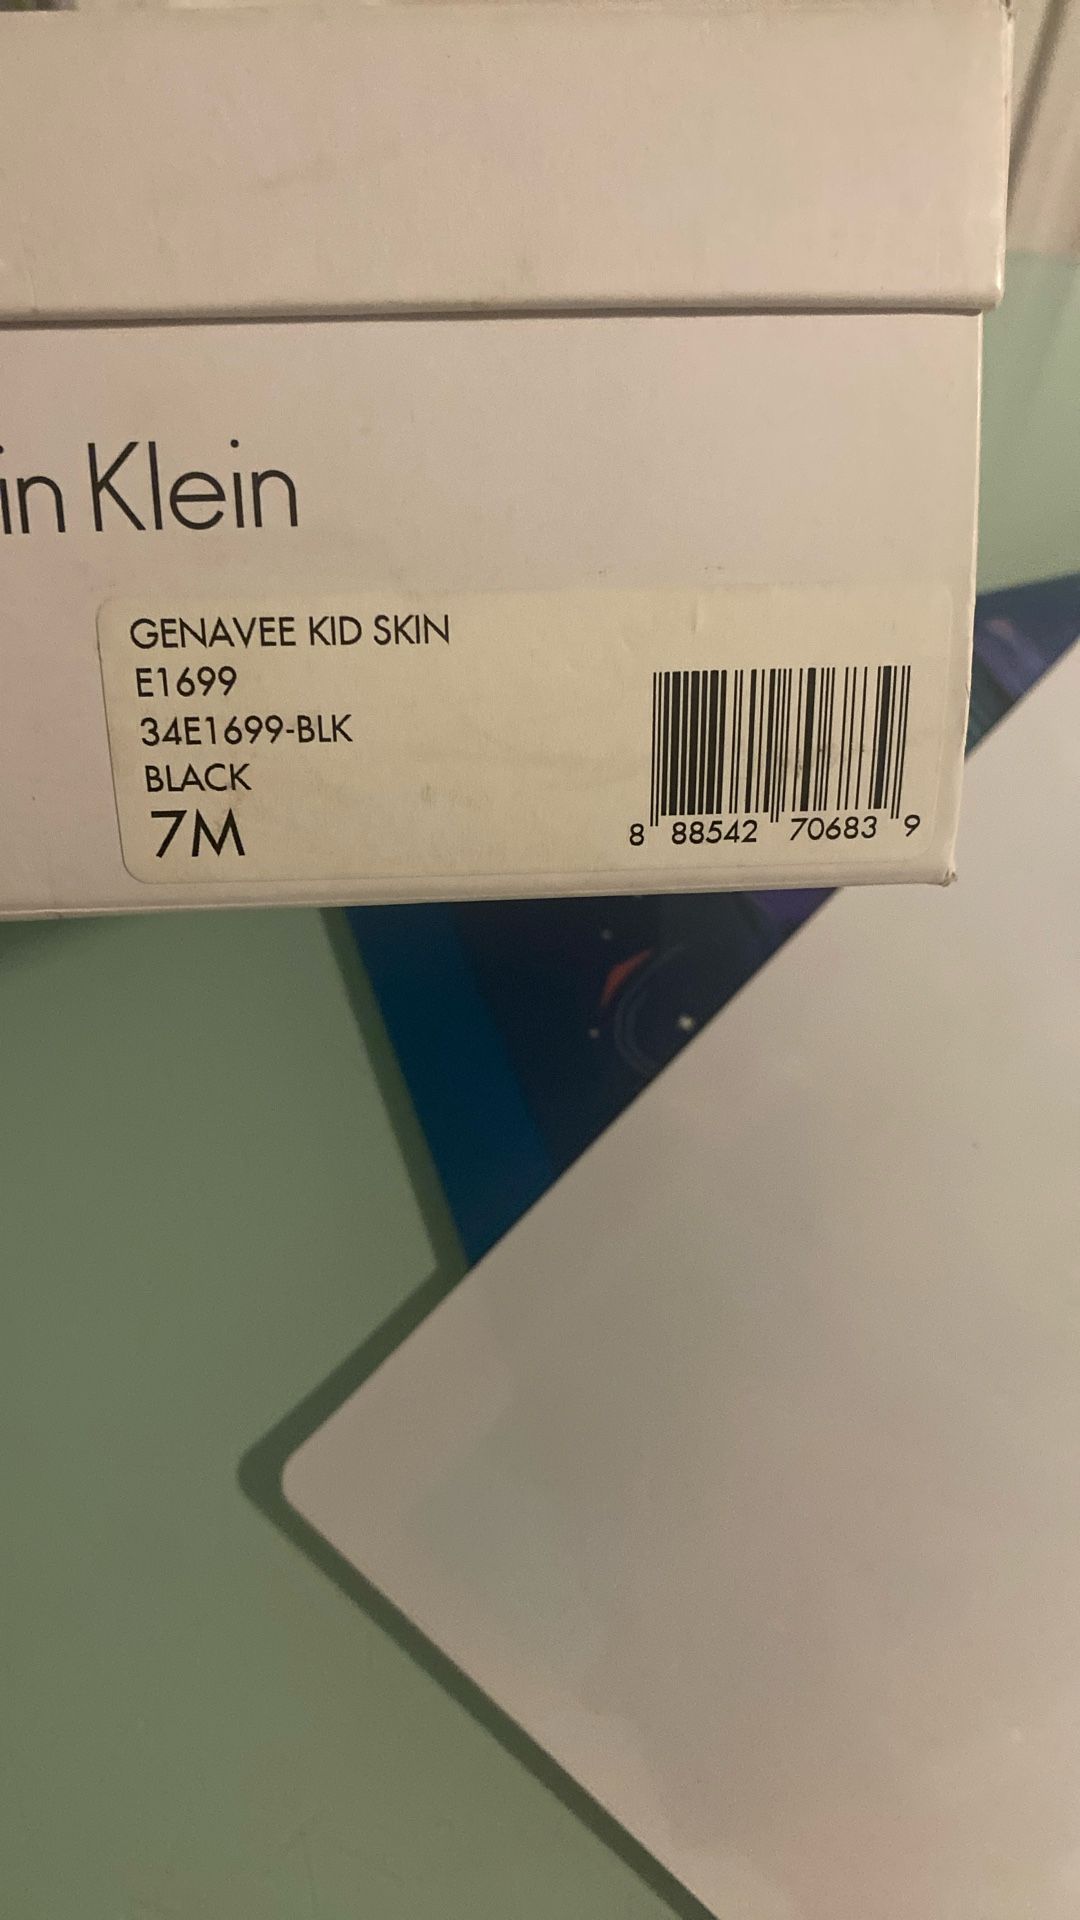 in Klein
GENAVEE KID SKIN
E1699
34E1699-BLK
BLACK
7M
8 88542 70683 9